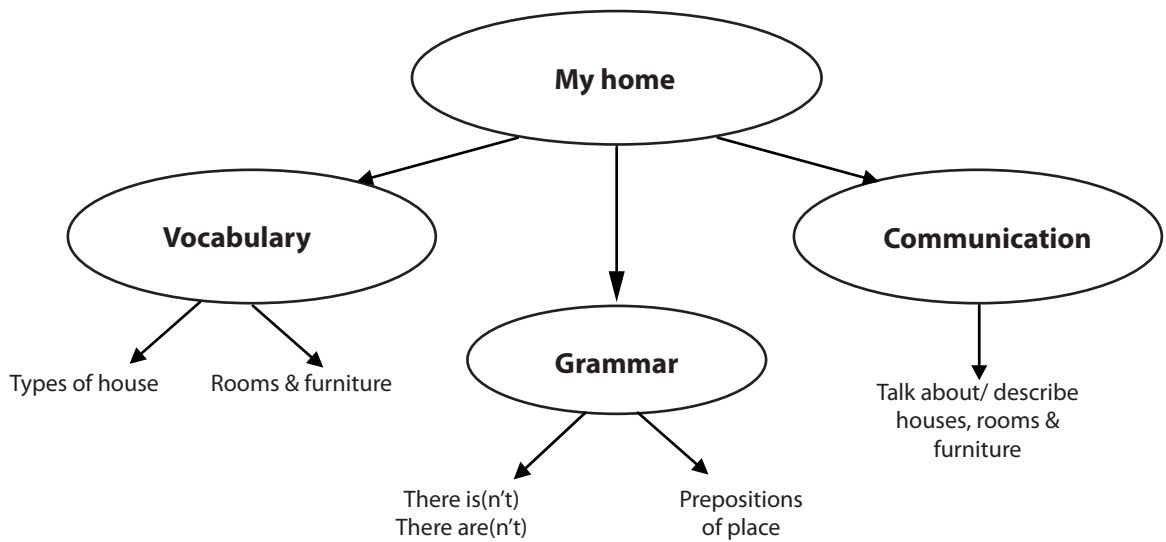 My home
Vocabulary
Communication
Grammar
Types of house
Rooms & furniture
Talk about/ describe
houses, rooms &
furniture
There is(n’t)
There are(n’t)
Prepositions
of place